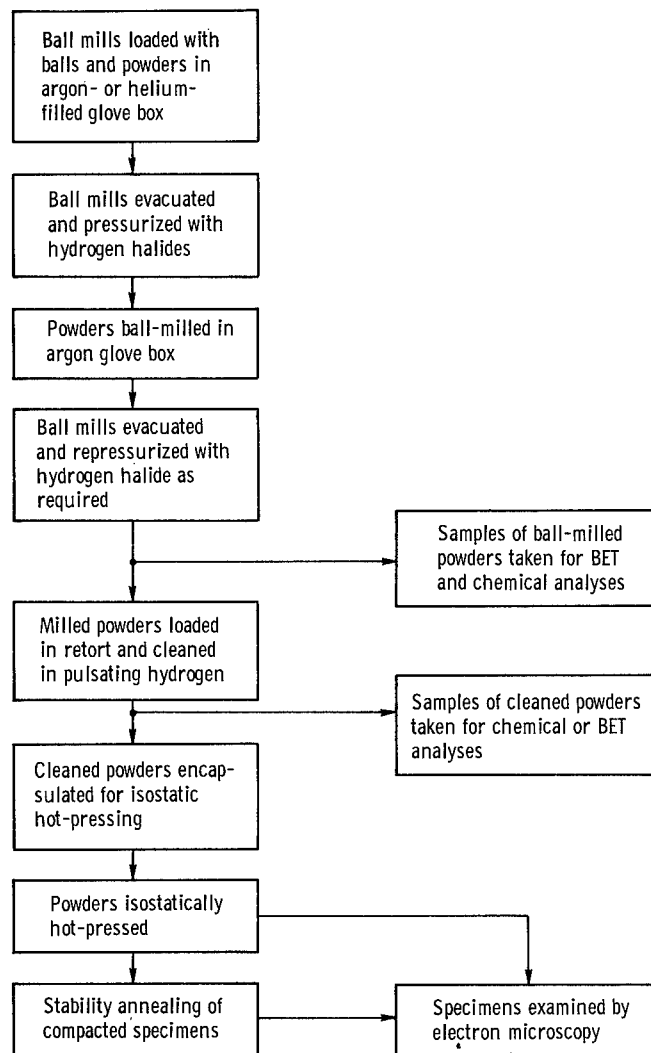 Ball mills loaded with
balls and powders in
argon- or helium-
filled glove box
Ball mills evacuated
and pressurized with
hydrogen halides
Powders ball-milled in
argon glove box
Ball mills evacuated
and repressurized with
hydrogen halide as
required
Samples of ball-milled
powders taken for BET
and chemical analyses
Milled powders loaded
in retort and cleaned
in pulsating hydrogen
Samples of cleaned powders
taken for chemical or BET
analyses
Cleaned powders encap-
sulated for isostatic
hot-pressing
Powders isostatically
hot-pressed
Stability annealing of
compacted specimens
Specimens examined by
electron microscopy